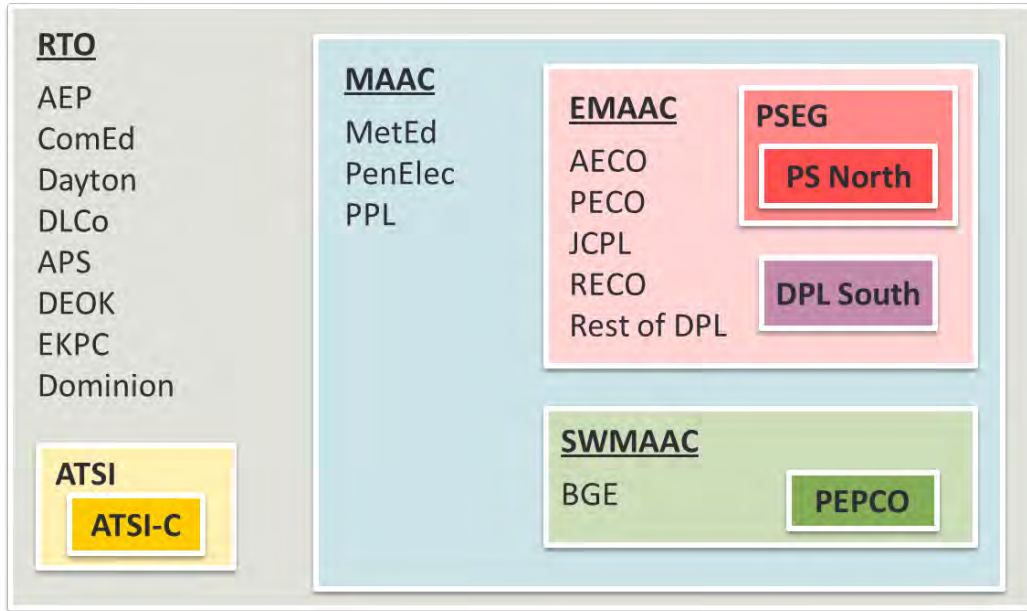 RTO
AEP
ComEd
Dayton
DLCo
APS
DEOK
EKPC
Dominion
ATSI
ATSI-C
MAAC
MetEd
PenElec
PPL
EMAAC
AECO
PECO
JCPL
RECO
Rest of DPL
PSEG
PS North
DPL South
SWMAAC
BGE
PEPCO